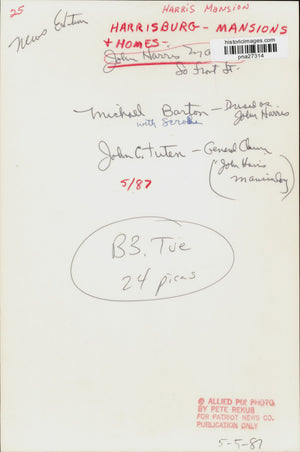 25
HARRIS MANSION
News Edition
HARRISBURG - MANSIONS
+ HOMES -
historicimages.com
pna27314
John Harris
So Front St.
Michael Barton - Dressed as
John Harris
with Scroll
John C. Tuten - General Chair
(John Harris
Mansion Day)
5/87
B3, Tue
24 picas
© ALLIED PIX PHOTO
BY PETE REKUS
FOR PATRIOT NEWS CO.
PUBLICATION ONLY
5-5-87